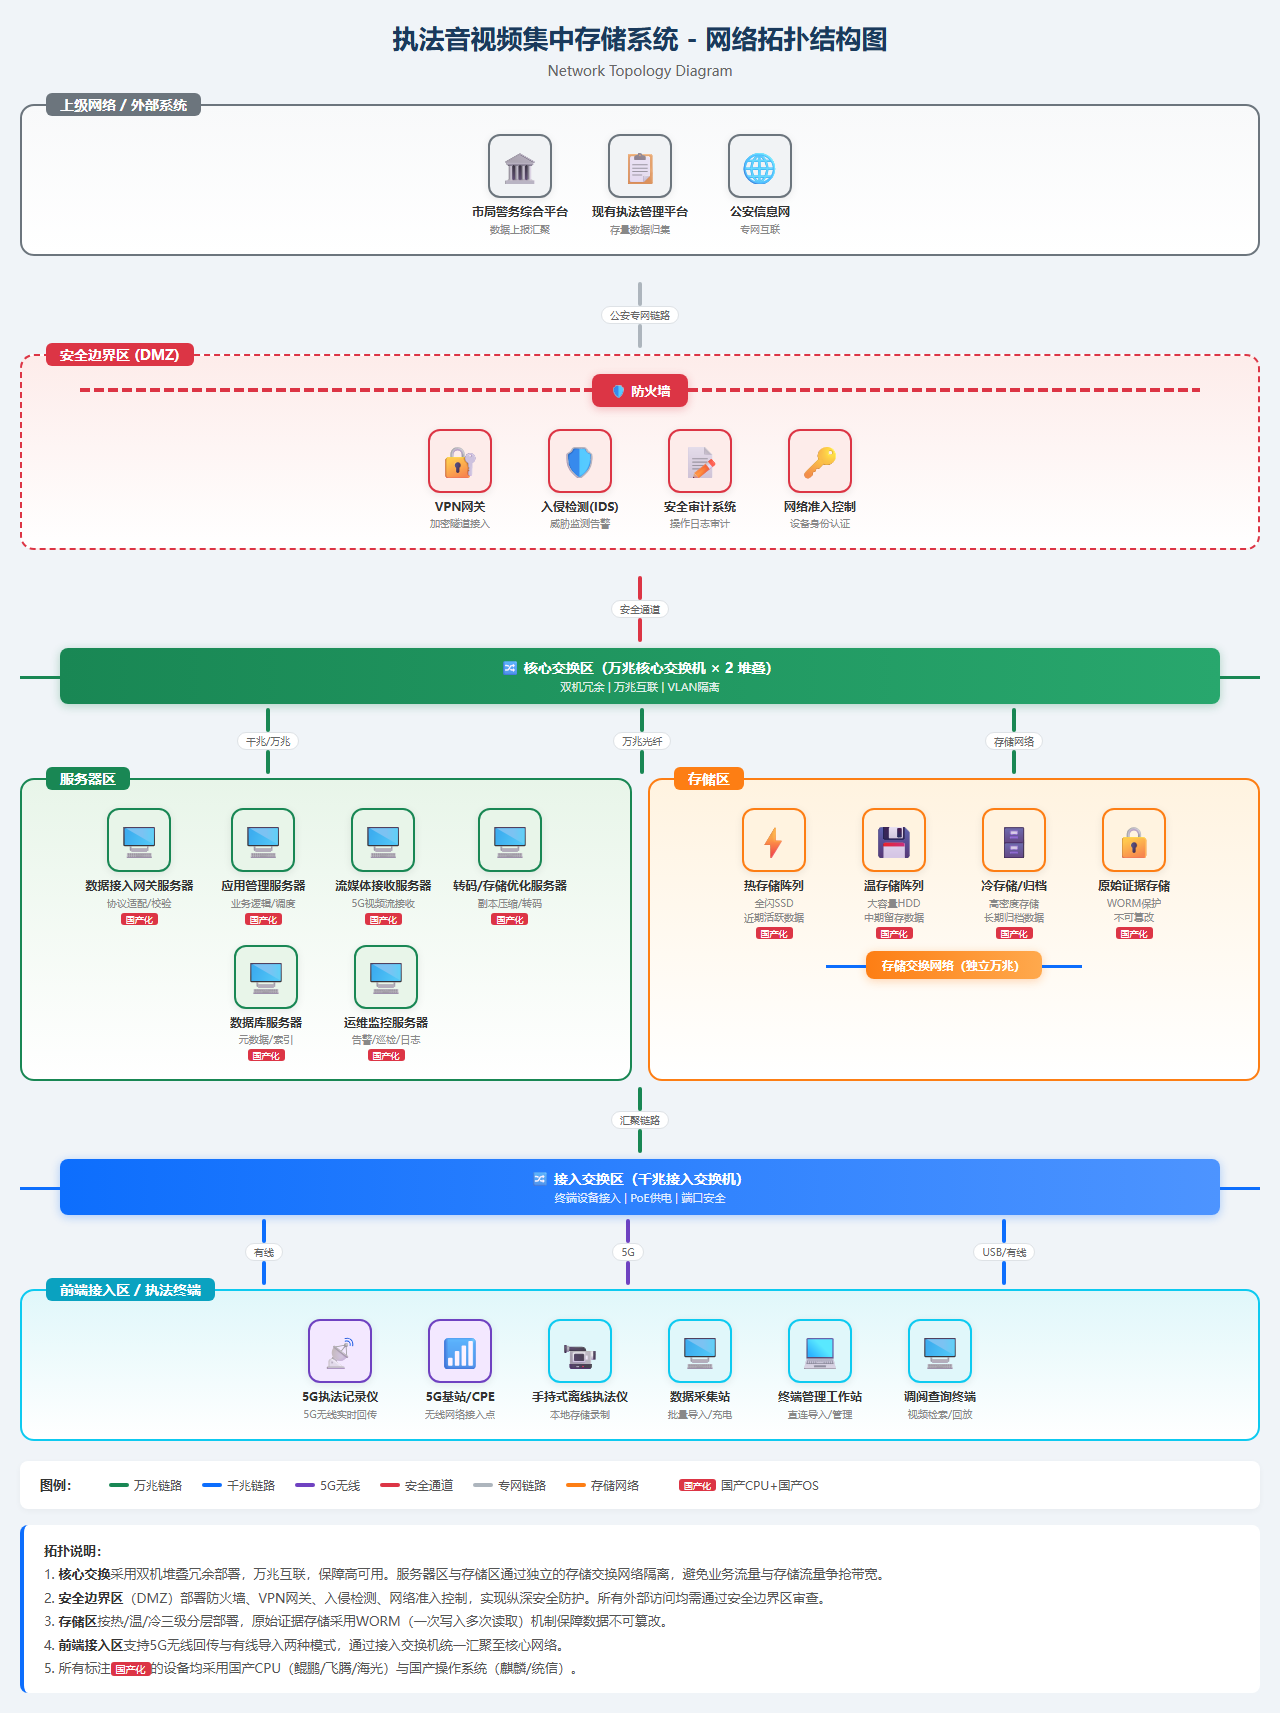 执法音视频集中存储系统 - 网络拓扑结构图
Network Topology Diagram
上级网络 / 外部系统
市局警务综合平台
数据上报汇聚
现有执法管理平台
存量数据归集
公安信息网
专网互联
公安专网链路
安全边界区 (DMZ)
防火墙
VPN网关
加密隧道接入
入侵检测(IDS)
威胁监测告警
安全审计系统
操作日志审计
网络准入控制
设备身份认证
安全通道
核心交换区（万兆核心交换机 × 2 堆叠）
双机冗余 | 万兆互联 | VLAN隔离
千兆/万兆
万兆光纤
存储网络
服务器区
数据接入网关服务器
协议适配/校验
国产化
应用管理服务器
业务逻辑/调度
国产化
流媒体接收服务器
5G视频流接收
国产化
转码/存储优化服务器
副本压缩/转码
国产化
数据库服务器
元数据/索引
国产化
运维监控服务器
告警/巡检/日志
国产化
存储区
热存储阵列
全闪SSD
近期活跃数据
国产化
温存储阵列
大容量HDD
中期留存数据
国产化
冷存储/归档
高密度存储
长期归档数据
国产化
原始证据存储
WORM保护
不可篡改
国产化
存储交换网络（独立万兆）
汇聚链路
接入交换区（千兆接入交换机）
终端设备接入 | PoE供电 | 端口安全
有线
5G
USB/有线
前端接入区 / 执法终端
5G执法记录仪
5G无线实时回传
5G基站/CPE
无线网络接入点
手持式离线执法仪
本地存储录制
数据采集站
批量导入/充电
终端管理工作站
直连导入/管理
调阅查询终端
视频检索/回放
图例： 万兆链路 千兆链路 5G无线 安全通道 专网链路 存储网络 国产化 国产CPU+国产OS
拓扑说明：
1. 核心交换采用双机堆叠冗余部署，万兆互联，保障高可用。服务器区与存储区通过独立的存储交换网络隔离，避免业务流量与存储流量争抢带宽。
2. 安全边界区（DMZ）部署防火墙、VPN网关、入侵检测、网络准入控制，实现纵深安全防护。所有外部访问均需通过安全边界区审查。
3. 存储区按热/温/冷三级分层部署，原始证据存储采用WORM（一次写入多次读取）机制保障数据不可篡改。
4. 前端接入区支持5G无线回传与有线导入两种模式，通过接入交换机统一汇聚至核心网络。
5. 所有标注国产化的设备均采用国产CPU（鲲鹏/飞腾/海光）与国产操作系统（麒麟/统信）。